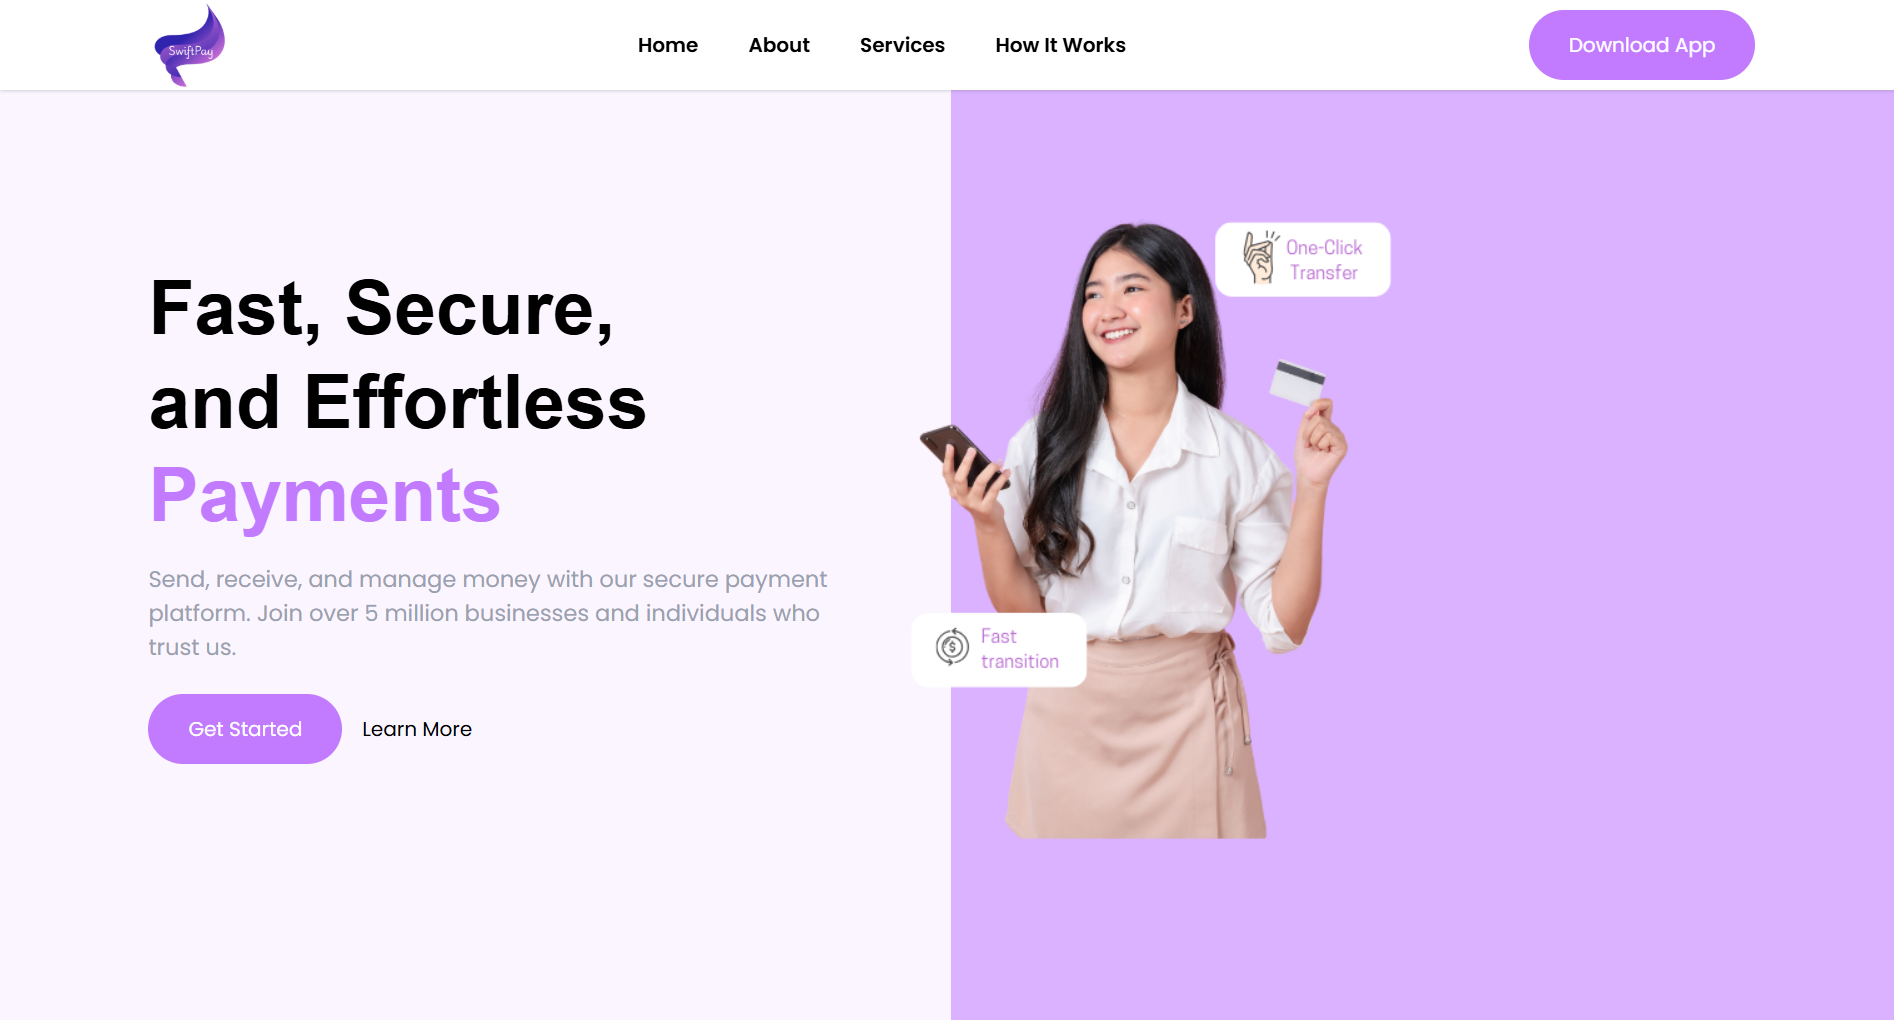 SwiftPay
Home
About
Services
How It Works
Download App
Fast, Secure,
and Effortless
Payments
Send, receive, and manage money with our secure payment
platform. Join over 5 million businesses and individuals who
trust us.
Get Started
Learn More
One-Click
Transfer
Fast
transition